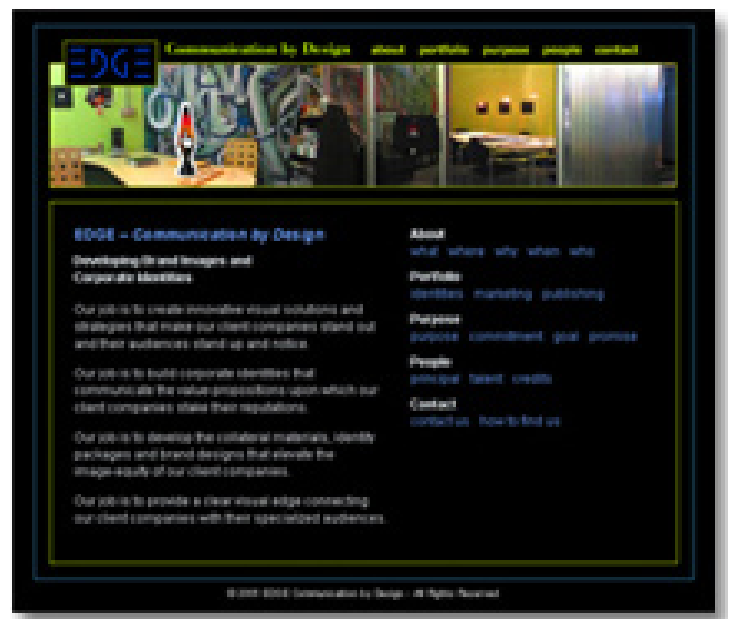 EDGE
Communication by Design about portfolio purpose people contact
EDGE – Communication by Design
Developing Brand Images and
Corporate Identities
Our job is to create innovative visual solutions and
strategies that make our client companies stand out
and their audiences stand up and notice.
Our job is to build corporate identities that
communicate the value propositions upon which our
client companies stake their reputations.
Our job is to develop the collateral materials, identity
packages and brand designs that elevate the
image-equity of our client companies.
Our job is to provide a clear visual edge connecting
our client companies with their specialized audiences.
About
what where why when who
Portfolio
identities marketing publishing
Purpose
purpose commitment goal promise
People
principal talent credits
Contact
contact us how to find us
EDGE Communication by Design - All Rights Reserved